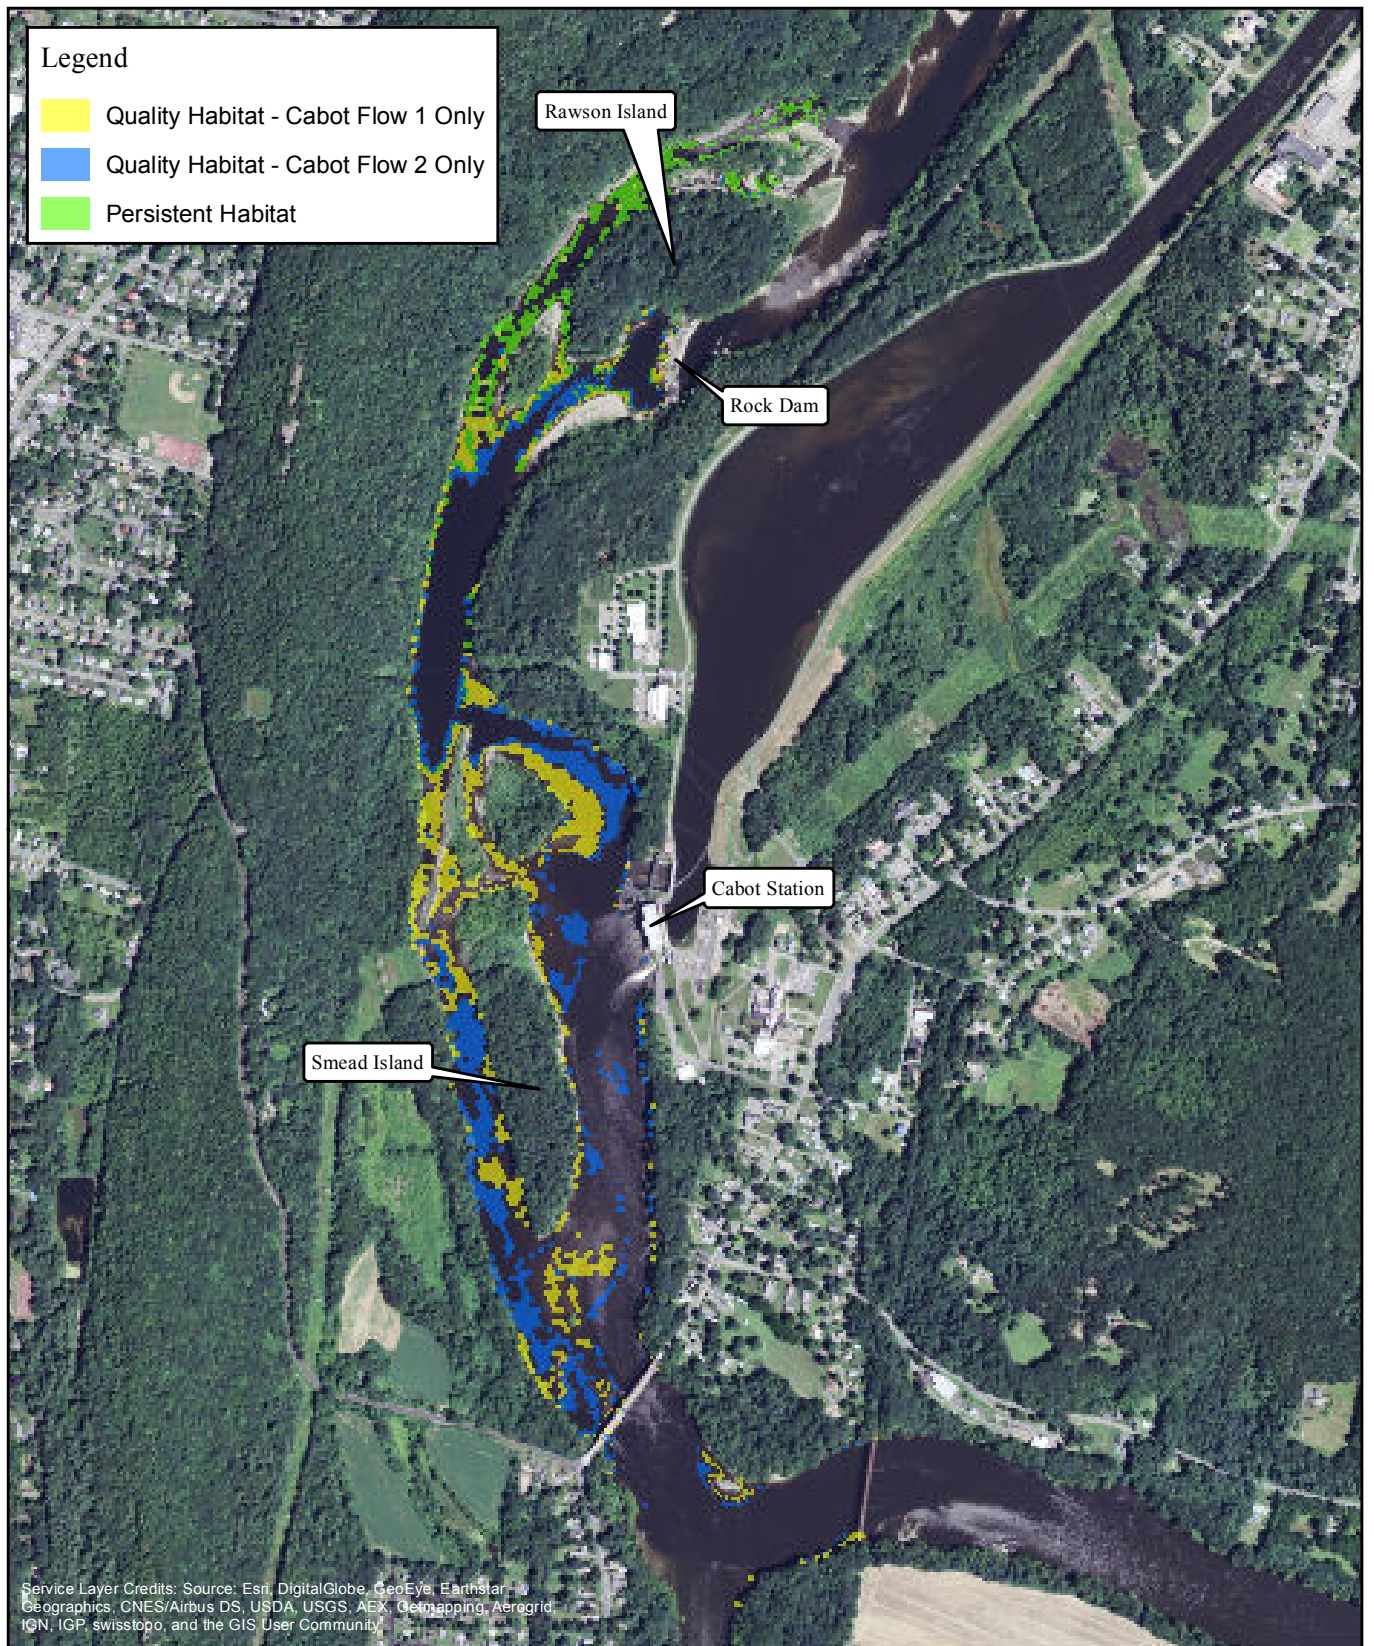 Legend
Quality Habitat - Cabot Flow 1 Only
Quality Habitat - Cabot Flow 2 Only
Persistent Habitat
Rawson Island
Rock Dam
Cabot Station
Smead Island
Service Layer Credits: Source: Esri, DigitalGlobe, GeoEye, Earthstar
Geographics, CNES/Airbus DS, USDA, USGS, AEX, Getmapping, Aerogrid,
IGN, IGP, swisstopo, and the GIS User Community